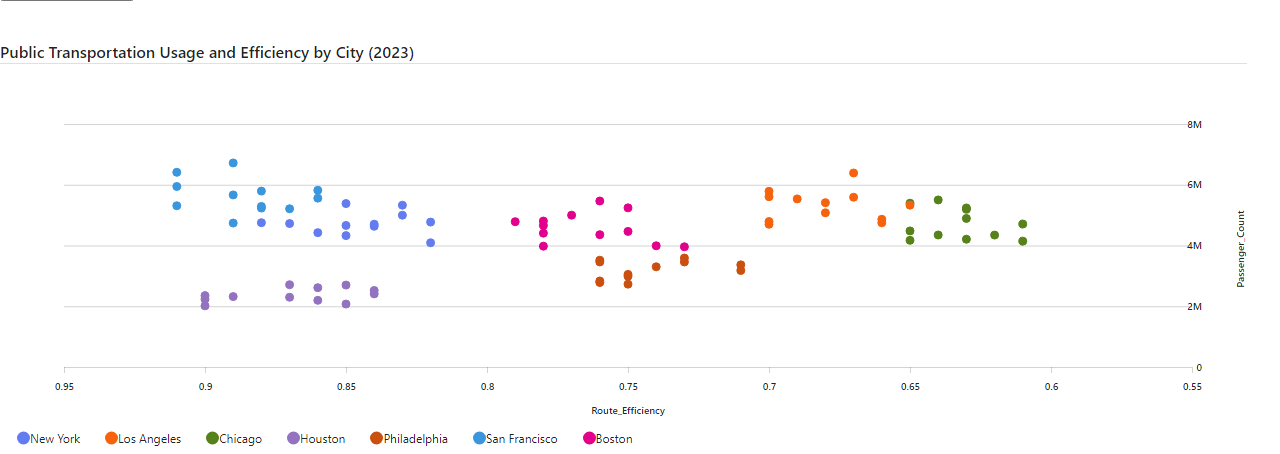 Public Transportation Usage and Efficiency by City (2023)
8M
6M
4M
2M
0
Passenger_Count
0.95 0.9 0.85 0.8 0.75 0.7 0.65 0.6 0.55
Route_Efficiency
New York Los Angeles Chicago Houston Philadelphia San Francisco Boston